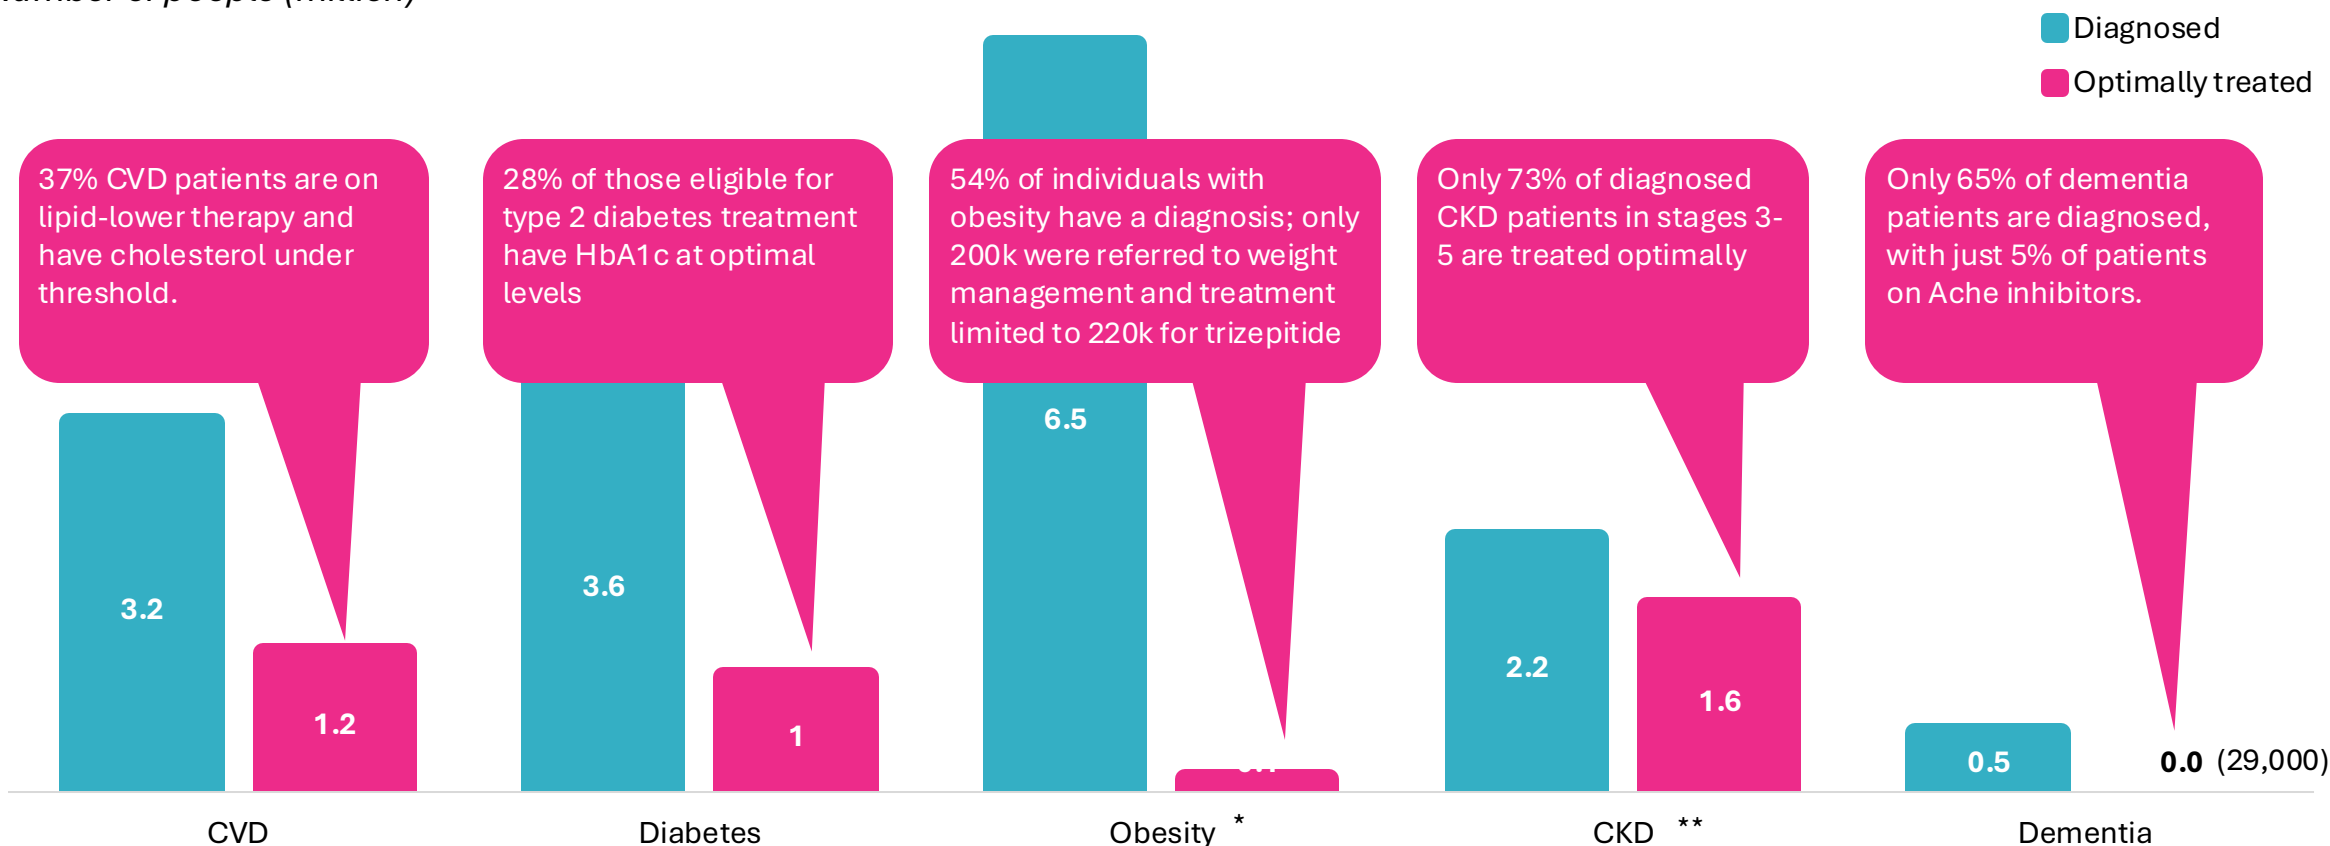 people (million)
Diagnosed
Optimally treated
37% CVD patients are on
lipid-lower therapy and
have cholesterol under
threshold.
28% of those eligible for
type 2 diabetes treatment
have HbA1c at optimal
levels
54% of individuals with
obesity have a diagnosis; only
200k were referred to weight
management and treatment
limited to 220k for trizepitide
Only 73% of diagnosed
CKD patients in stages 3-
5 are treated optimally
Only 65% of dementia
patients are diagnosed,
with just 5% of patients
on Ache inhibitors.
3.2
1.2
3.6
1
6.5
2.2
1.6
0.5
0.0 (29,000)
CVD
Diabetes
Obesity *
CKD **
Dementia